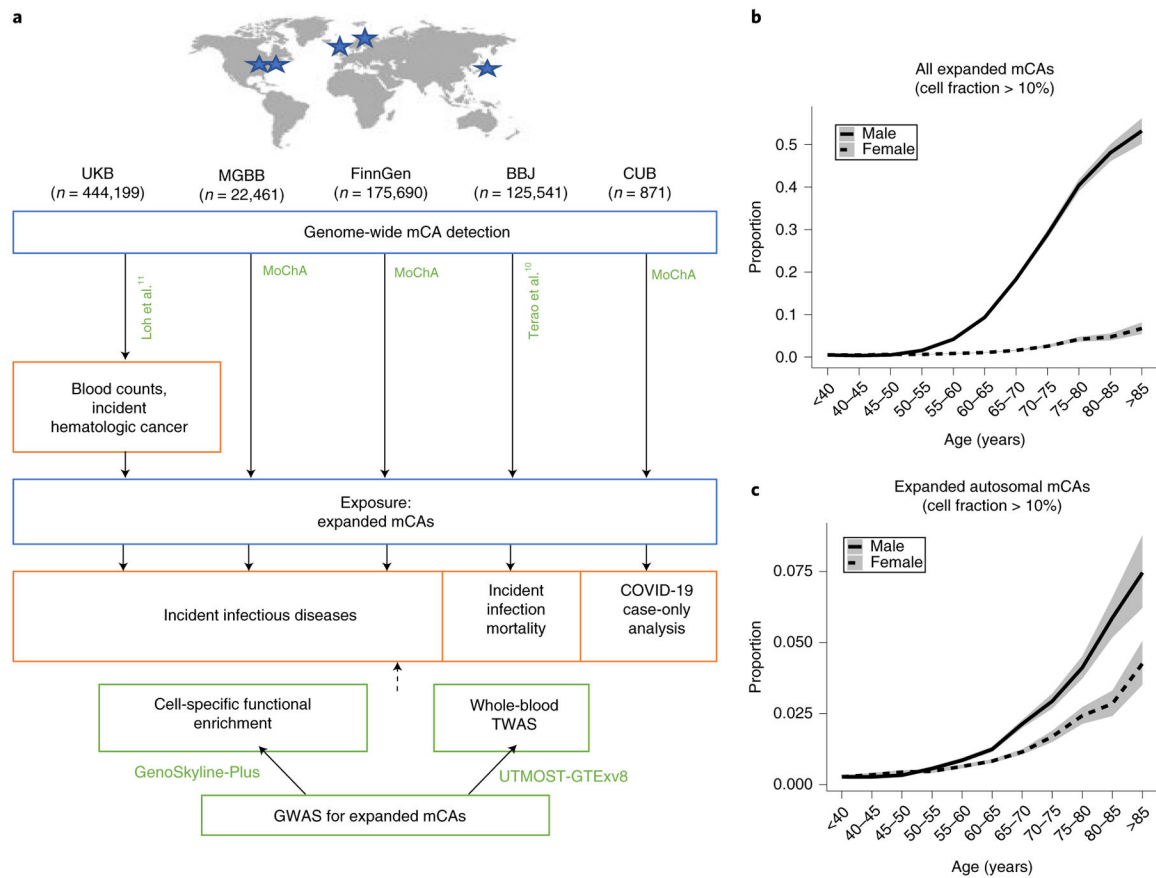 a
UKB
(n = 444,199)
MGBB
(n = 22,461)
FinnGen
(n = 175,690)
BBJ
(n = 125,541)
CUB
(n = 871)
Genome-wide mCA detection
Loh et al.11
MoChA
MoChA
Terao et al.10
MoChA
Blood counts,
incident
hematologic cancer
Exposure:
expanded mCAs
Incident infectious diseases
Incident
infection
mortality
COVID-19
case-only
analysis
Cell-specific functional
enrichment
Whole-blood
TWAS
GenoSkyline-Plus
UTMOST-GTExv8
GWAS for expanded mCAs
b
All expanded mCAs
(cell fraction > 10%)
Male
Female
0.5
0.4
0.3
0.2
0.1
0.0
Proportion
<40
40–45
45–50
50–55
55–60
60–65
65–70
70–75
75–80
80–85
>85
Age (years)
c
Expanded autosomal mCAs
(cell fraction > 10%)
Male
Female
0.075
0.050
0.025
0.000
Proportion
<40
40–45
45–50
50–55
55–60
60–65
65–70
70–75
75–80
80–85
>85
Age (years)